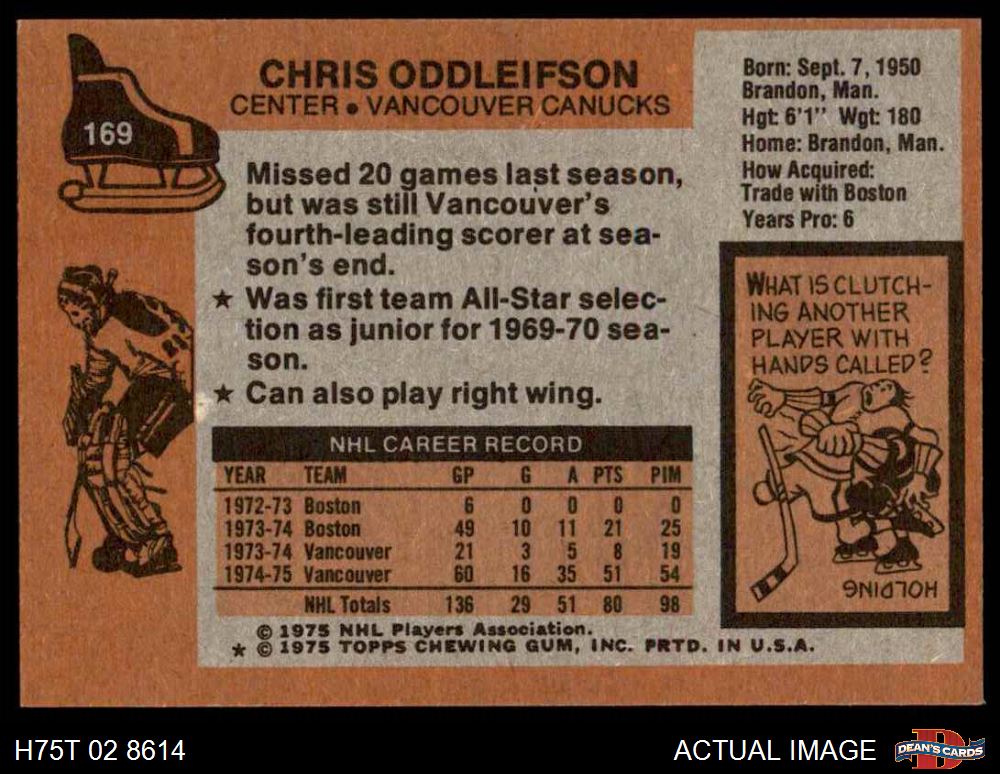 169
CHRIS ODDLEIFSON
CENTER • VANCOUVER CANUCKS
Born: Sept. 7, 1950
Brandon, Man.
Hgt: 6'1" Wgt: 180
Home: Brandon, Man.
How Acquired:
Trade with Boston
Years Pro: 6
Missed 20 games last season,
but was still Vancouver's
fourth-leading scorer at sea-
son's end.
★ Was first team All-Star selec-
tion as junior for 1969-70 sea-
son.
★ Can also play right wing.
WHAT IS CLUTCH-
ING ANOTHER
PLAYER WITH
HANDS CALLED?
HOLDING
NHL CAREER RECORD
YEAR TEAM GP G A PTS PIM
1972-73 Boston 6 0 0 0 0
1973-74 Boston 49 10 11 21 25
1973-74 Vancouver 21 3 5 8 19
1974-75 Vancouver 60 16 35 51 54
NHL Totals 136 29 51 80 98
© 1975 NHL Players Association.
★ © 1975 TOPPS CHEWING GUM, INC. PRTD. IN U.S.A.
H75T 02 8614
ACTUAL IMAGE
D
DEAN'S CARDS